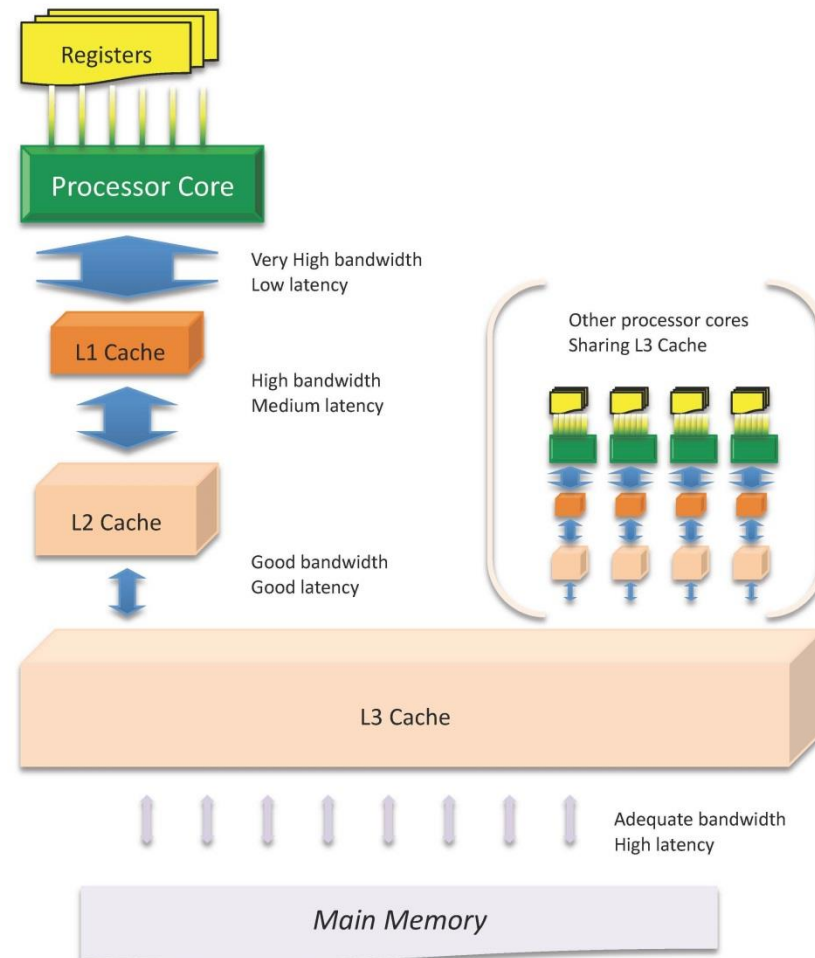 Registers
Processor Core
Very High bandwidth
Low latency
L1 Cache
High bandwidth
Medium latency
Other processor cores
Sharing L3 Cache
L2 Cache
Good bandwidth
Good latency
L3 Cache
Adequate bandwidth
High latency
Main Memory